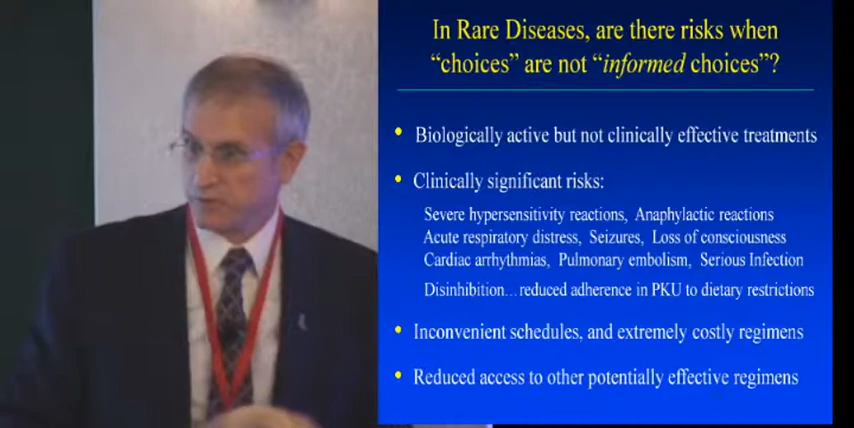 In Rare Diseases, are there risks when
“choices” are not “informed choices”?
• Biologically active but not clinically effective treatments
• Clinically significant risks:
Severe hypersensitivity reactions, Anaphylactic reactions
Acute respiratory distress, Seizures, Loss of consciousness
Cardiac arrhythmias, Pulmonary embolism, Serious Infection
Disinhibition…reduced adherence in PKU to dietary restrictions
• Inconvenient schedules, and extremely costly regimens
• Reduced access to other potentially effective regimens